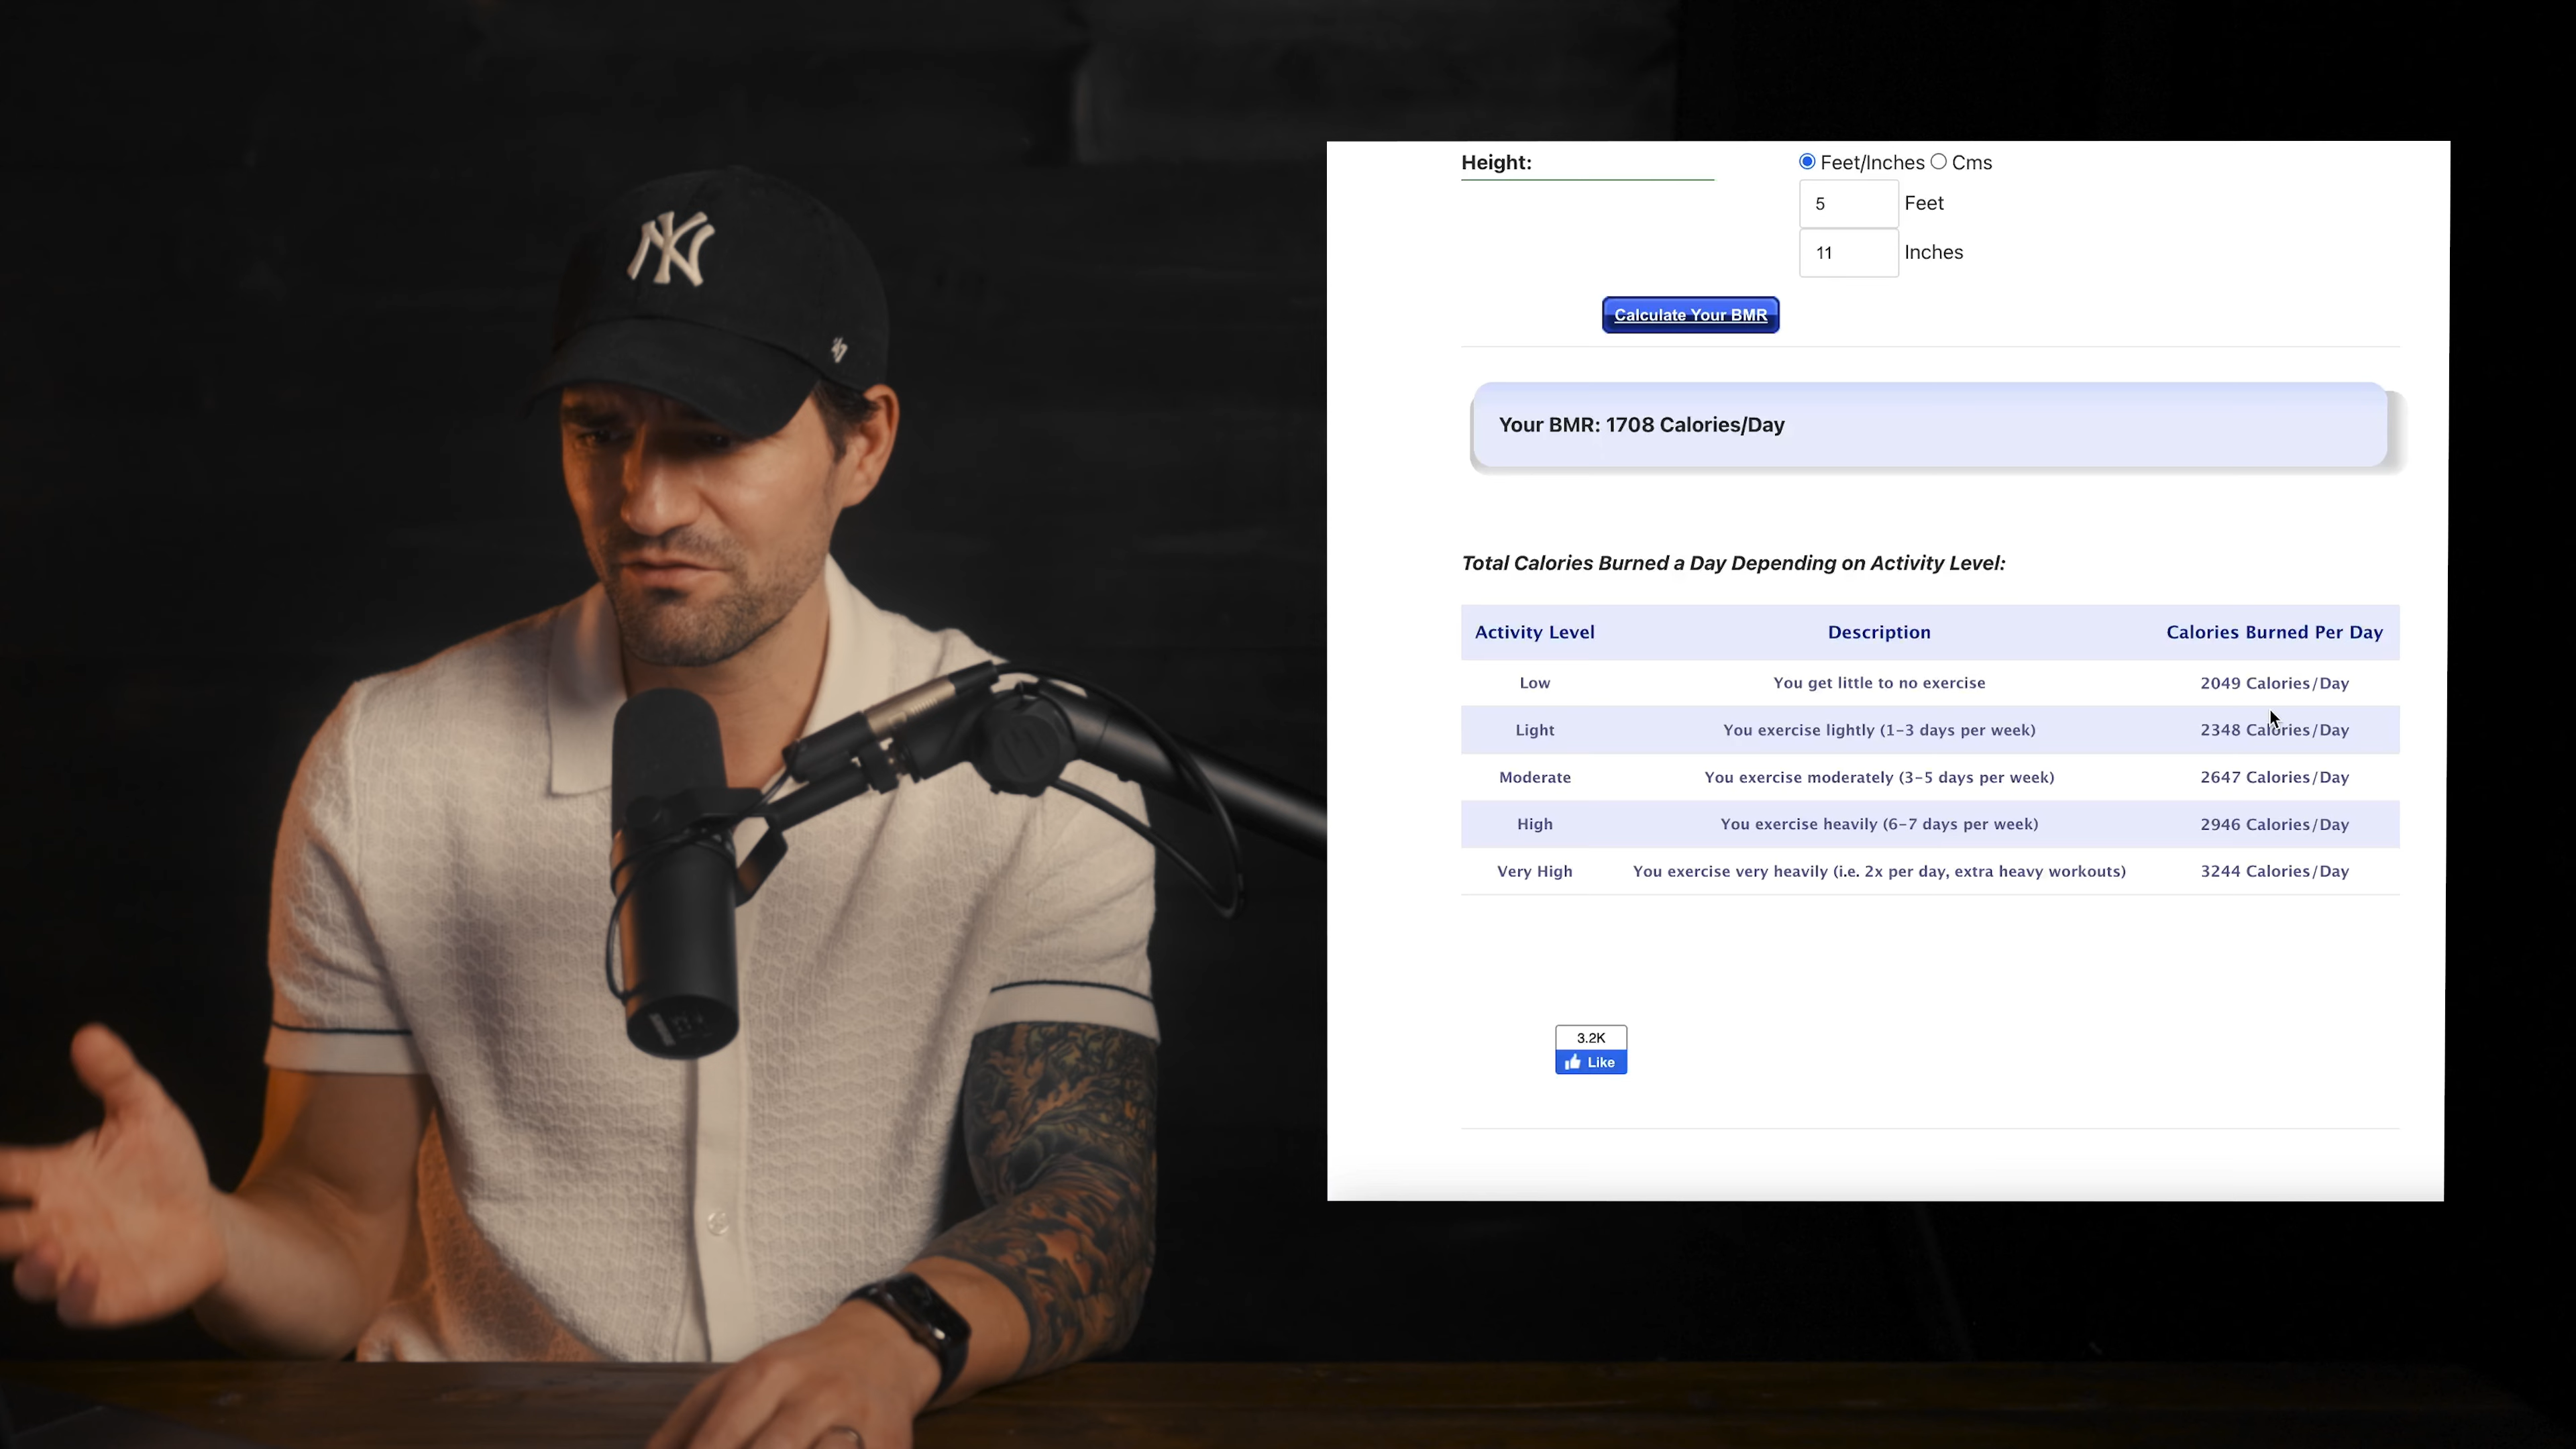 NY
47
Height:
Feet/Inches Cms
5 Feet
11 Inches
Calculate Your BMR
Your BMR: 1708 Calories/Day
Total Calories Burned a Day Depending on Activity Level:
Activity Level Description Calories Burned Per Day
Low You get little to no exercise 2049 Calories/Day
Light You exercise lightly (1-3 days per week) 2348 Calories/Day
Moderate You exercise moderately (3-5 days per week) 2647 Calories/Day
High You exercise heavily (6-7 days per week) 2946 Calories/Day
Very High You exercise very heavily (i.e. 2x per day, extra heavy workouts) 3244 Calories/Day
3.2K
Like